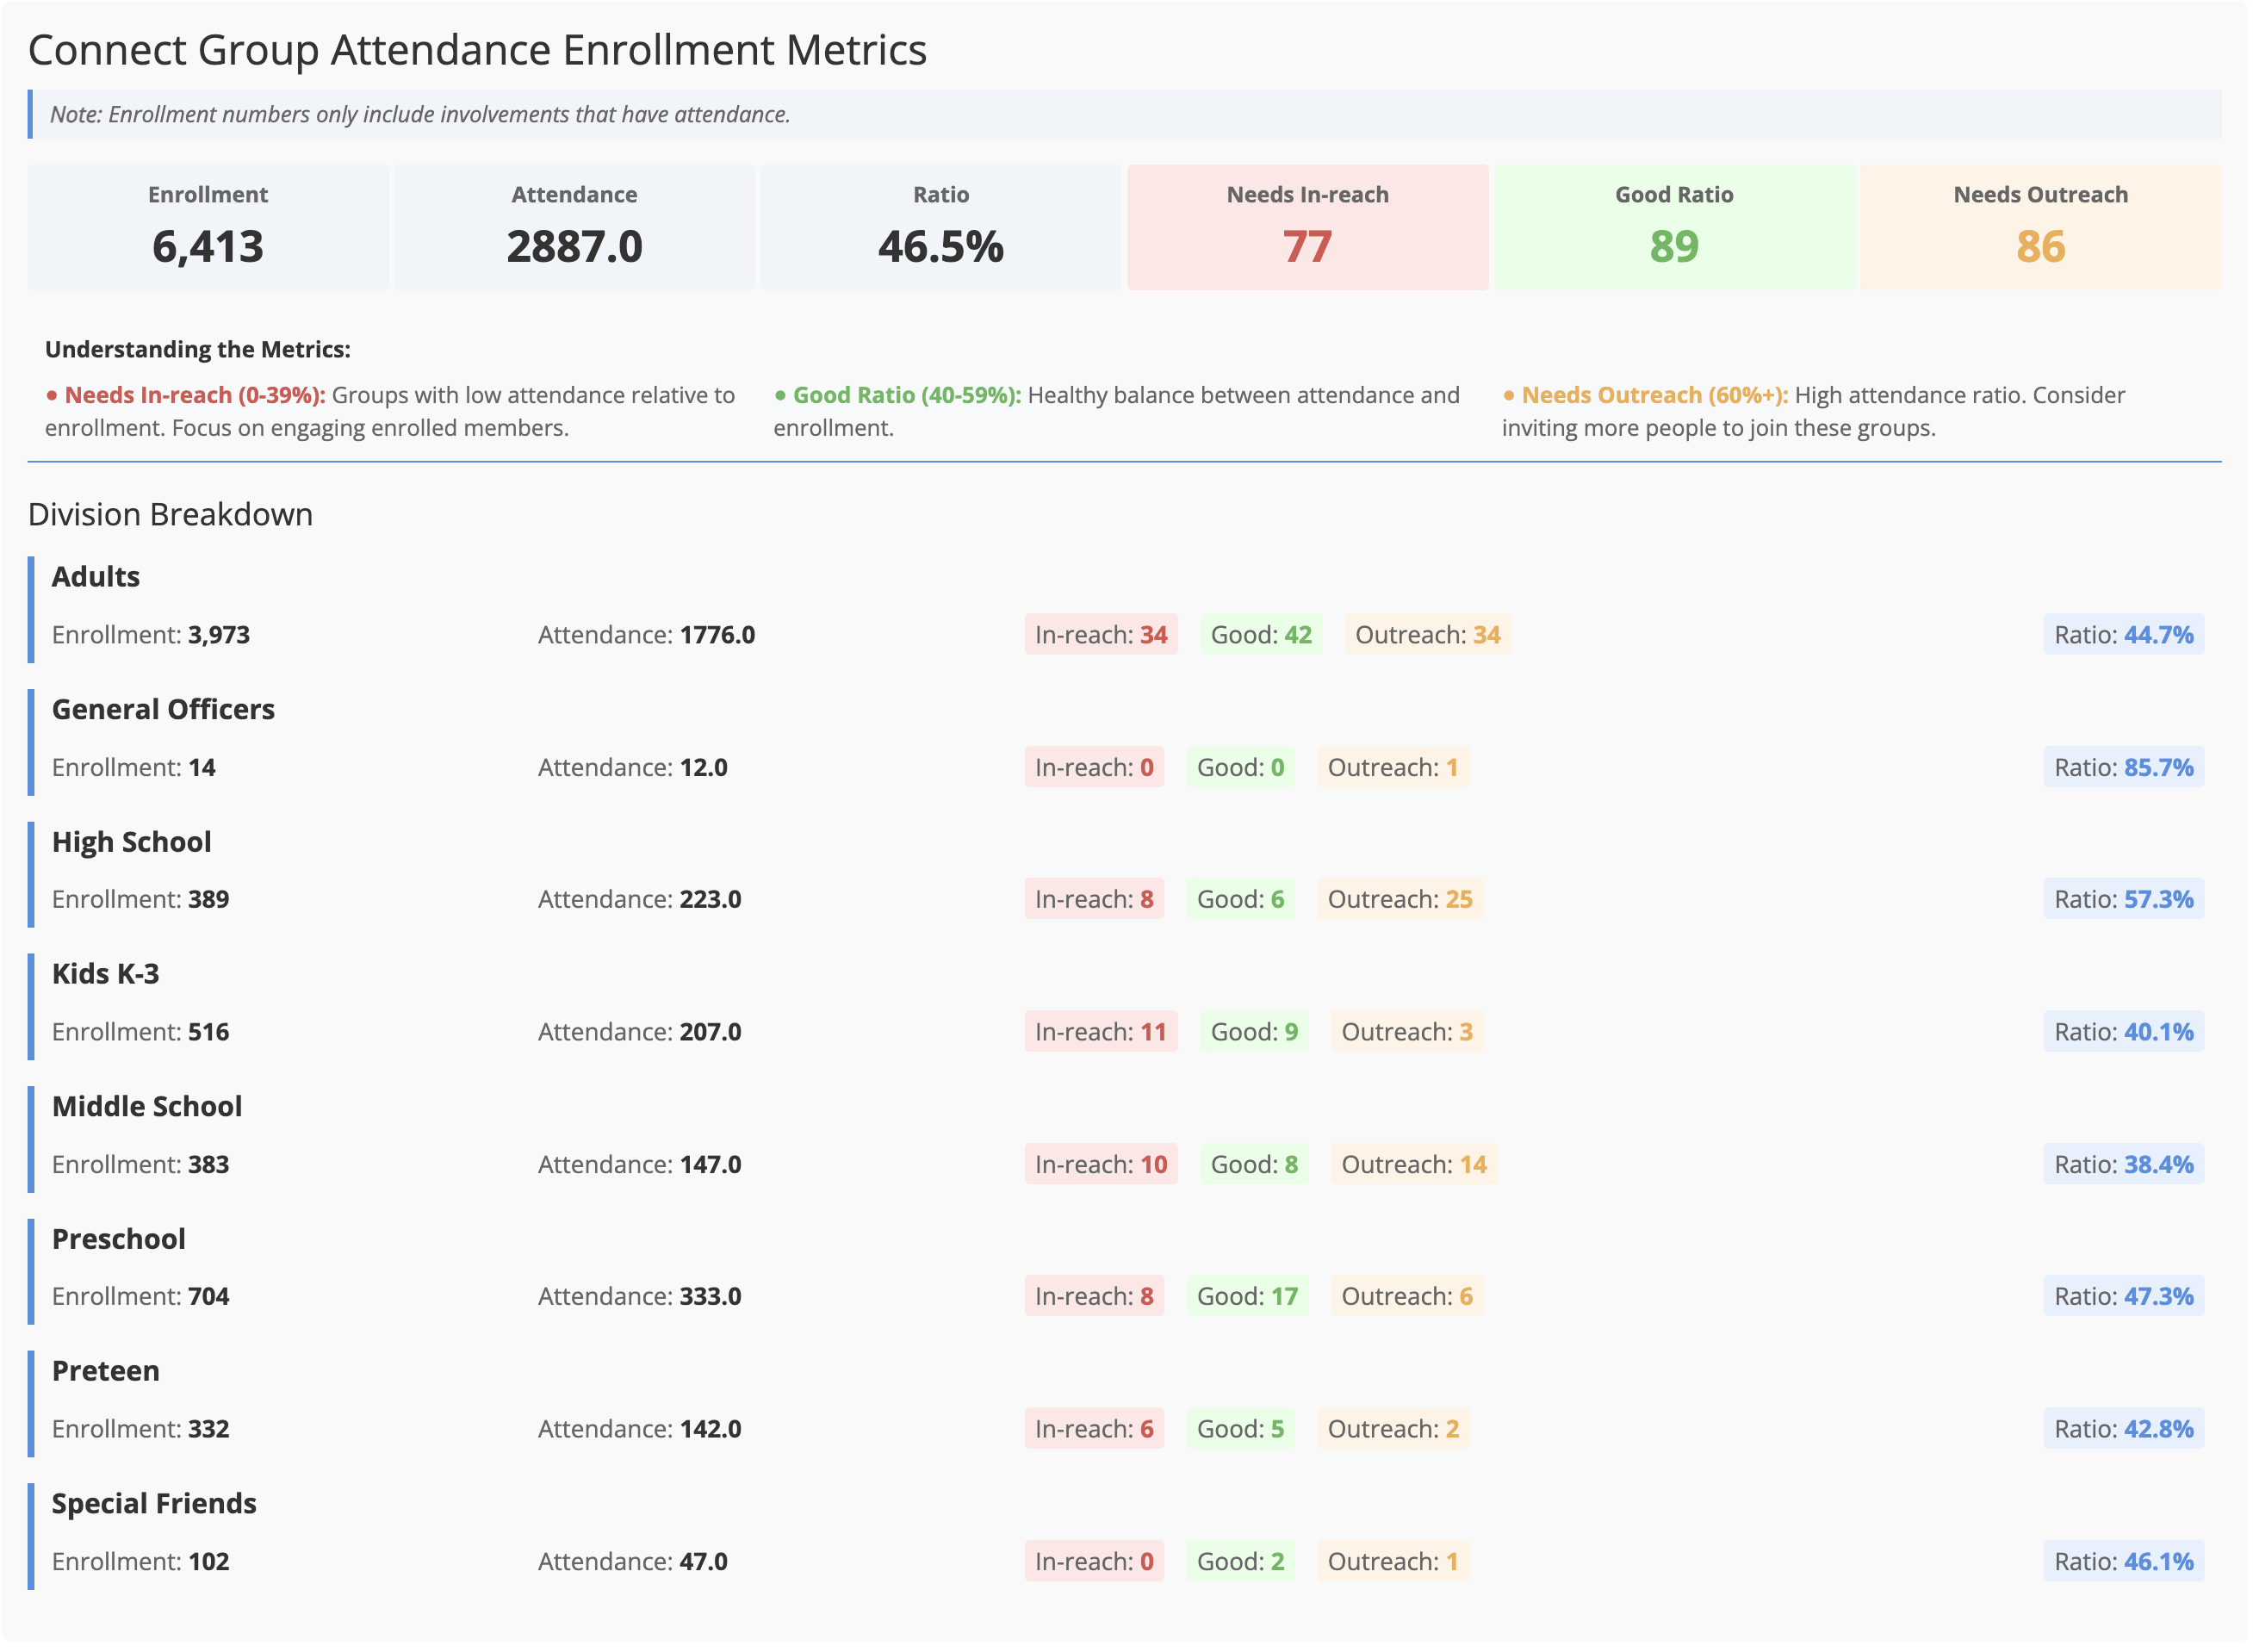 Connect Group Attendance Enrollment Metrics
Note: Enrollment numbers only include involvements that have attendance.
Enrollment
6,413
Attendance
2887.0
Ratio
46.5%
Needs In-reach
77
Good Ratio
89
Needs Outreach
86
Understanding the Metrics:
● Needs In-reach (0-39%): Groups with low attendance relative to
enrollment. Focus on engaging enrolled members.
● Good Ratio (40-59%): Healthy balance between attendance and
enrollment.
● Needs Outreach (60%+): High attendance ratio. Consider
inviting more people to join these groups.
Division Breakdown
Adults
Enrollment: 3,973 Attendance: 1776.0 In-reach: 34 Good: 42 Outreach: 34 Ratio: 44.7%
General Officers
Enrollment: 14 Attendance: 12.0 In-reach: 0 Good: 0 Outreach: 1 Ratio: 85.7%
High School
Enrollment: 389 Attendance: 223.0 In-reach: 8 Good: 6 Outreach: 25 Ratio: 57.3%
Kids K-3
Enrollment: 516 Attendance: 207.0 In-reach: 11 Good: 9 Outreach: 3 Ratio: 40.1%
Middle School
Enrollment: 383 Attendance: 147.0 In-reach: 10 Good: 8 Outreach: 14 Ratio: 38.4%
Preschool
Enrollment: 704 Attendance: 333.0 In-reach: 8 Good: 17 Outreach: 6 Ratio: 47.3%
Preteen
Enrollment: 332 Attendance: 142.0 In-reach: 6 Good: 5 Outreach: 2 Ratio: 42.8%
Special Friends
Enrollment: 102 Attendance: 47.0 In-reach: 0 Good: 2 Outreach: 1 Ratio: 46.1%